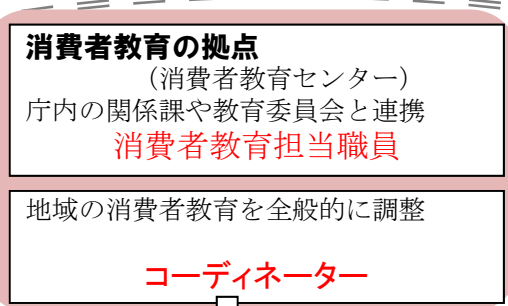 消費者教育の拠点
（消費者教育センター）
庁内の関係課や教育委員会と連携
消費者教育担当職員
地域の消費者教育を全般的に調整
コーディネーター